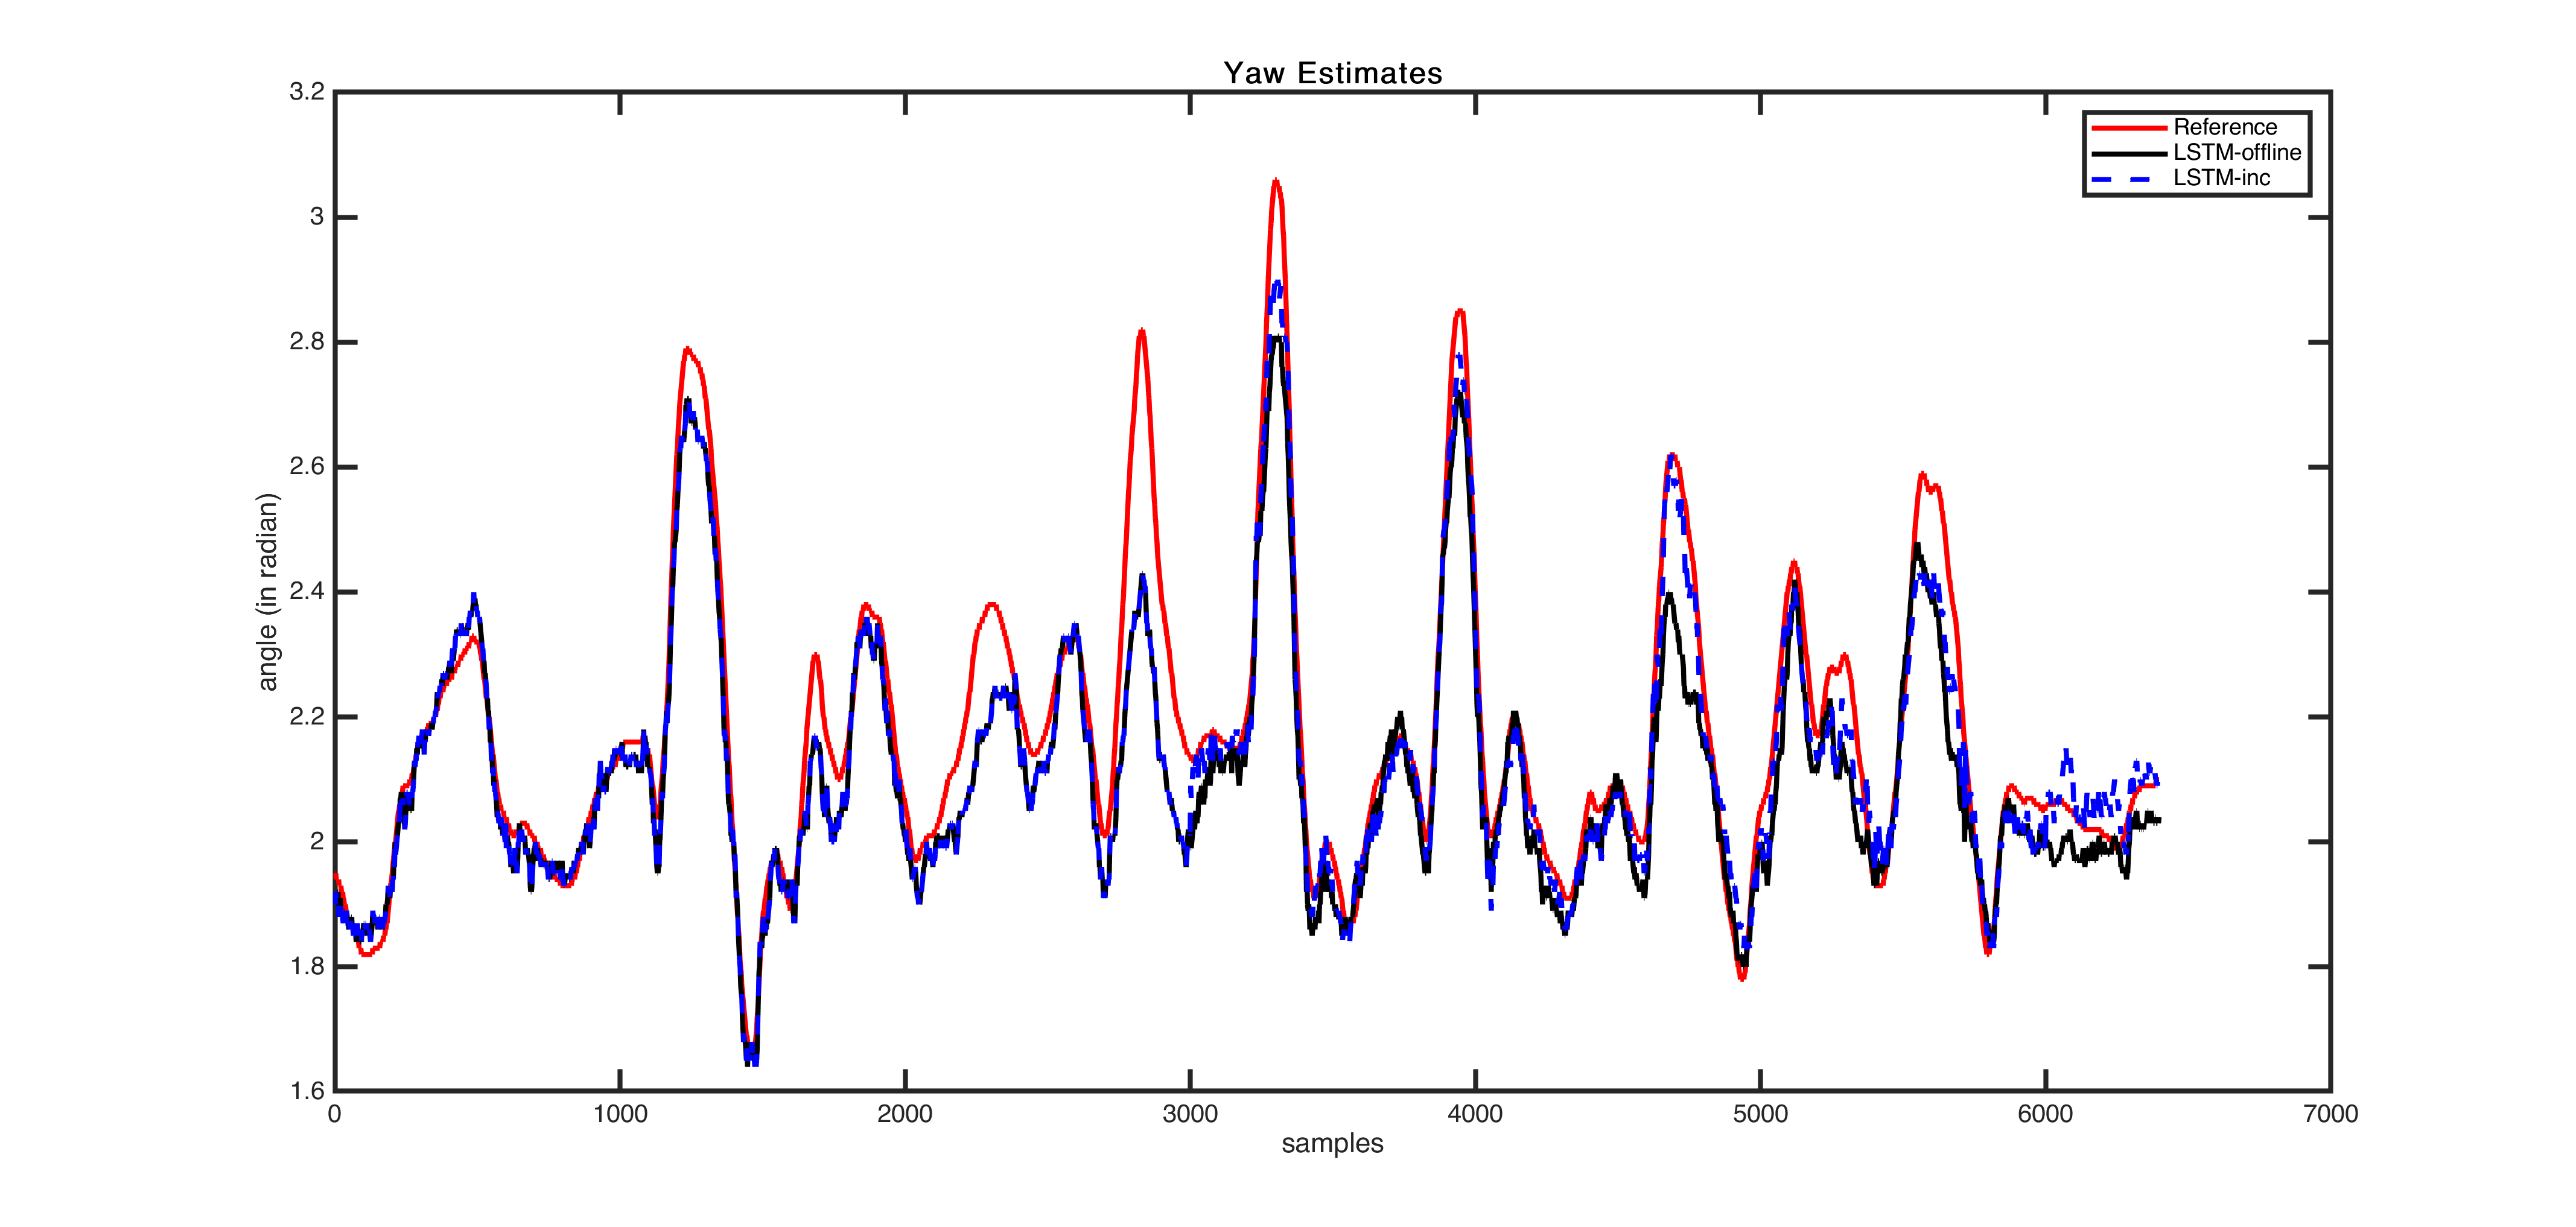 Yaw Estimates
3.2
3
2.8
2.6
2.4
2.2
2
1.8
1.6
angle (in radian)
Reference
LSTM-offline
LSTM-inc
0 1000 2000 3000 4000 5000 6000 7000
samples